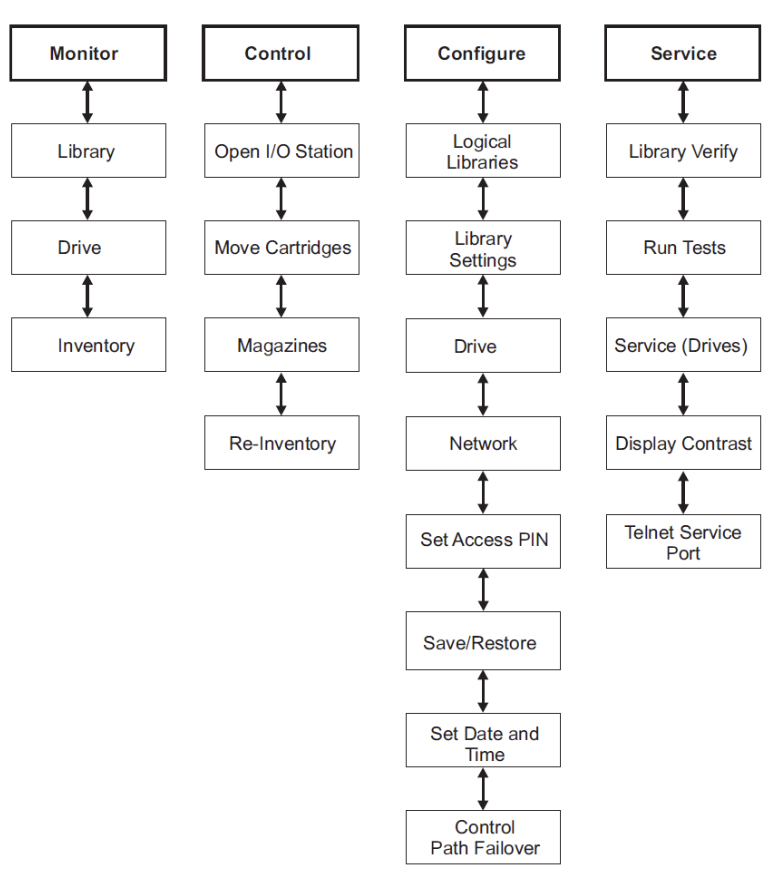 Monitor
Library
Drive
Inventory
Control
Open I/O Station
Move Cartridges
Magazines
Re-Inventory
Configure
Logical
Libraries
Library
Settings
Drive
Network
Set Access PIN
Save/Restore
Set Date and
Time
Control
Path Failover
Service
Library Verify
Run Tests
Service (Drives)
Display Contrast
Telnet Service
Port